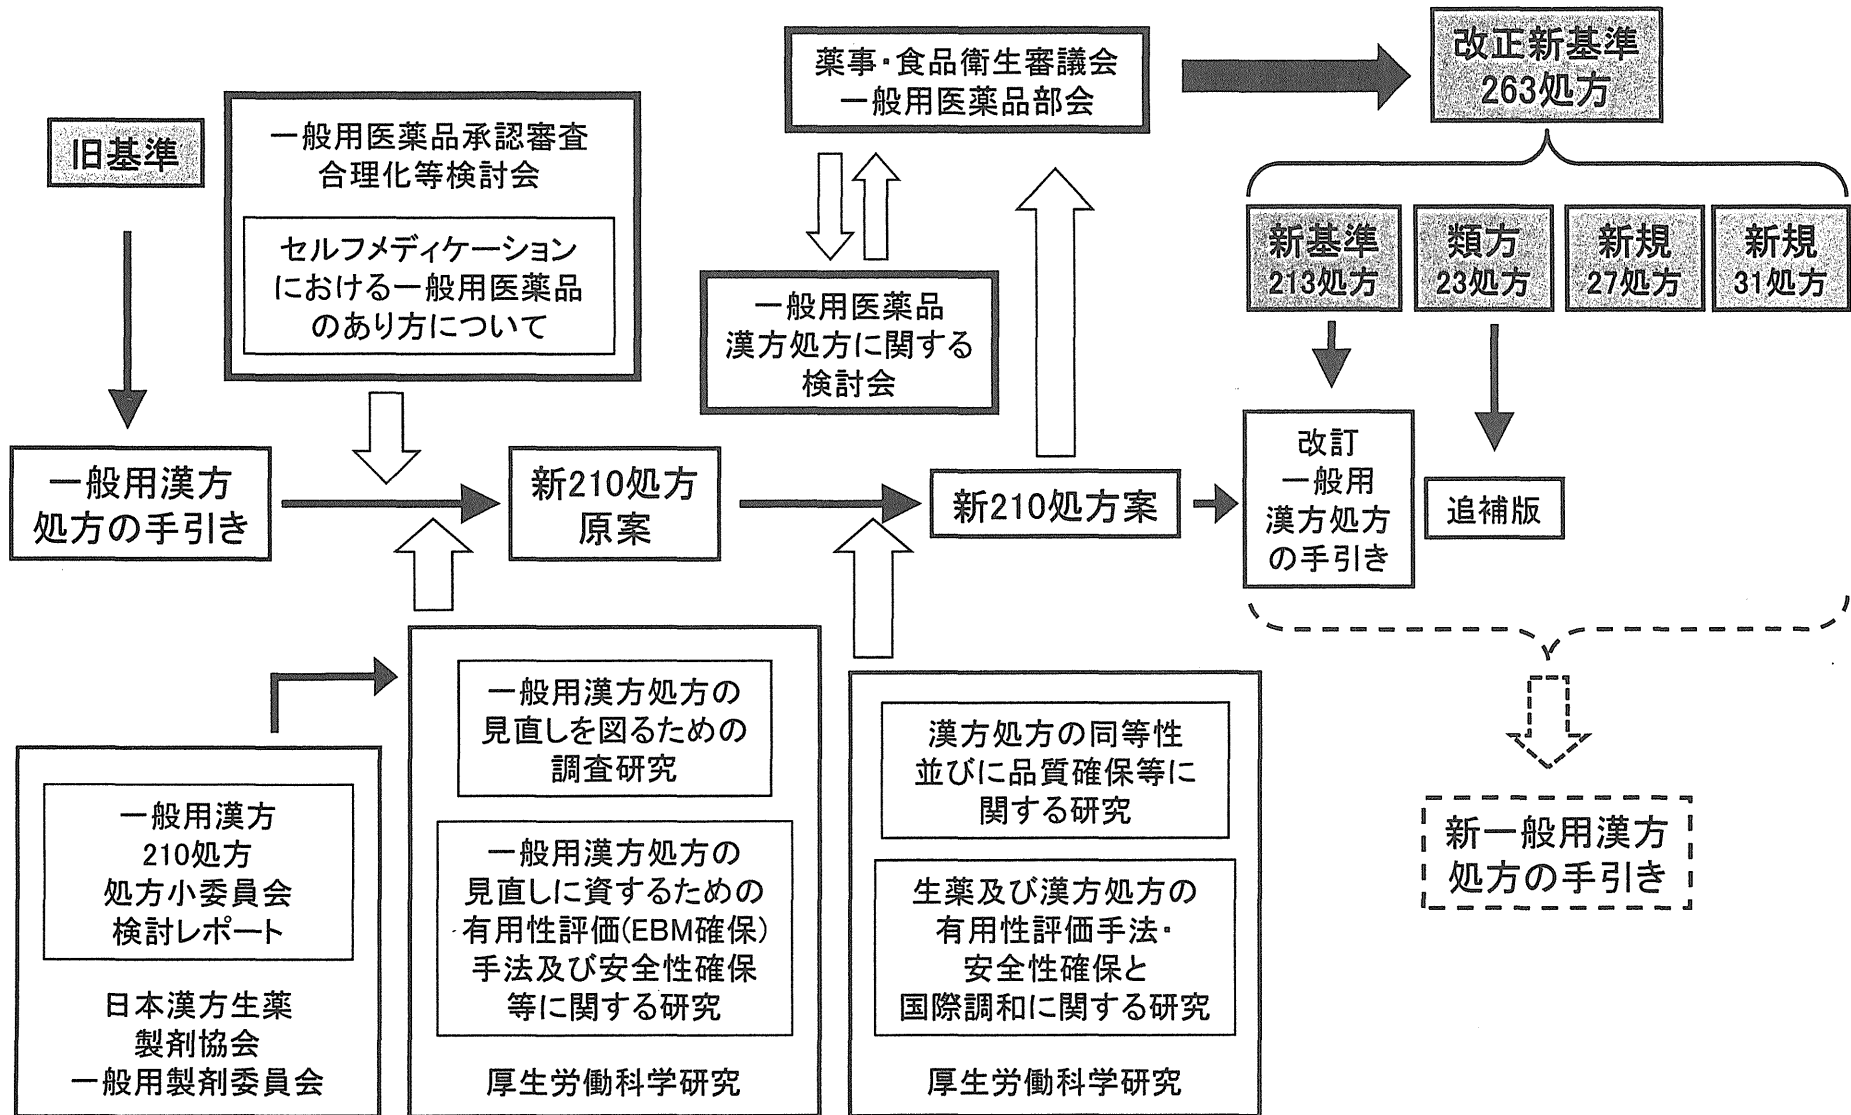 旧基準
一般用医薬品承認審査
合理化等検討会
セルフメディケーション
における一般用医薬品
のあり方について
薬事・食品衛生審議会
一般用医薬品部会
改正新基準
263処方
新基準
213処方
類方
23処方
新規
27処方
新規
31処方
一般用医薬品
漢方処方に関する
検討会
一般用漢方
処方の手引き
新210処方
原案
新210処方案
改訂
一般用
漢方処方
の手引き
追補版
一般用漢方
210処方
処方小委員会
検討レポート
日本漢方生薬
製剤協会
一般用製剤委員会
一般用漢方処方の
見直しを図るための
調査研究
一般用漢方処方の
見直しに資するための
有用性評価(EBM確保)
手法及び安全性確保
等に関する研究
厚生労働科学研究
漢方処方の同等性
並びに品質確保等に
関する研究
生薬及び漢方処方の
有用性評価手法・
安全性確保と
国際調和に関する研究
厚生労働科学研究
新一般用漢方
処方の手引き